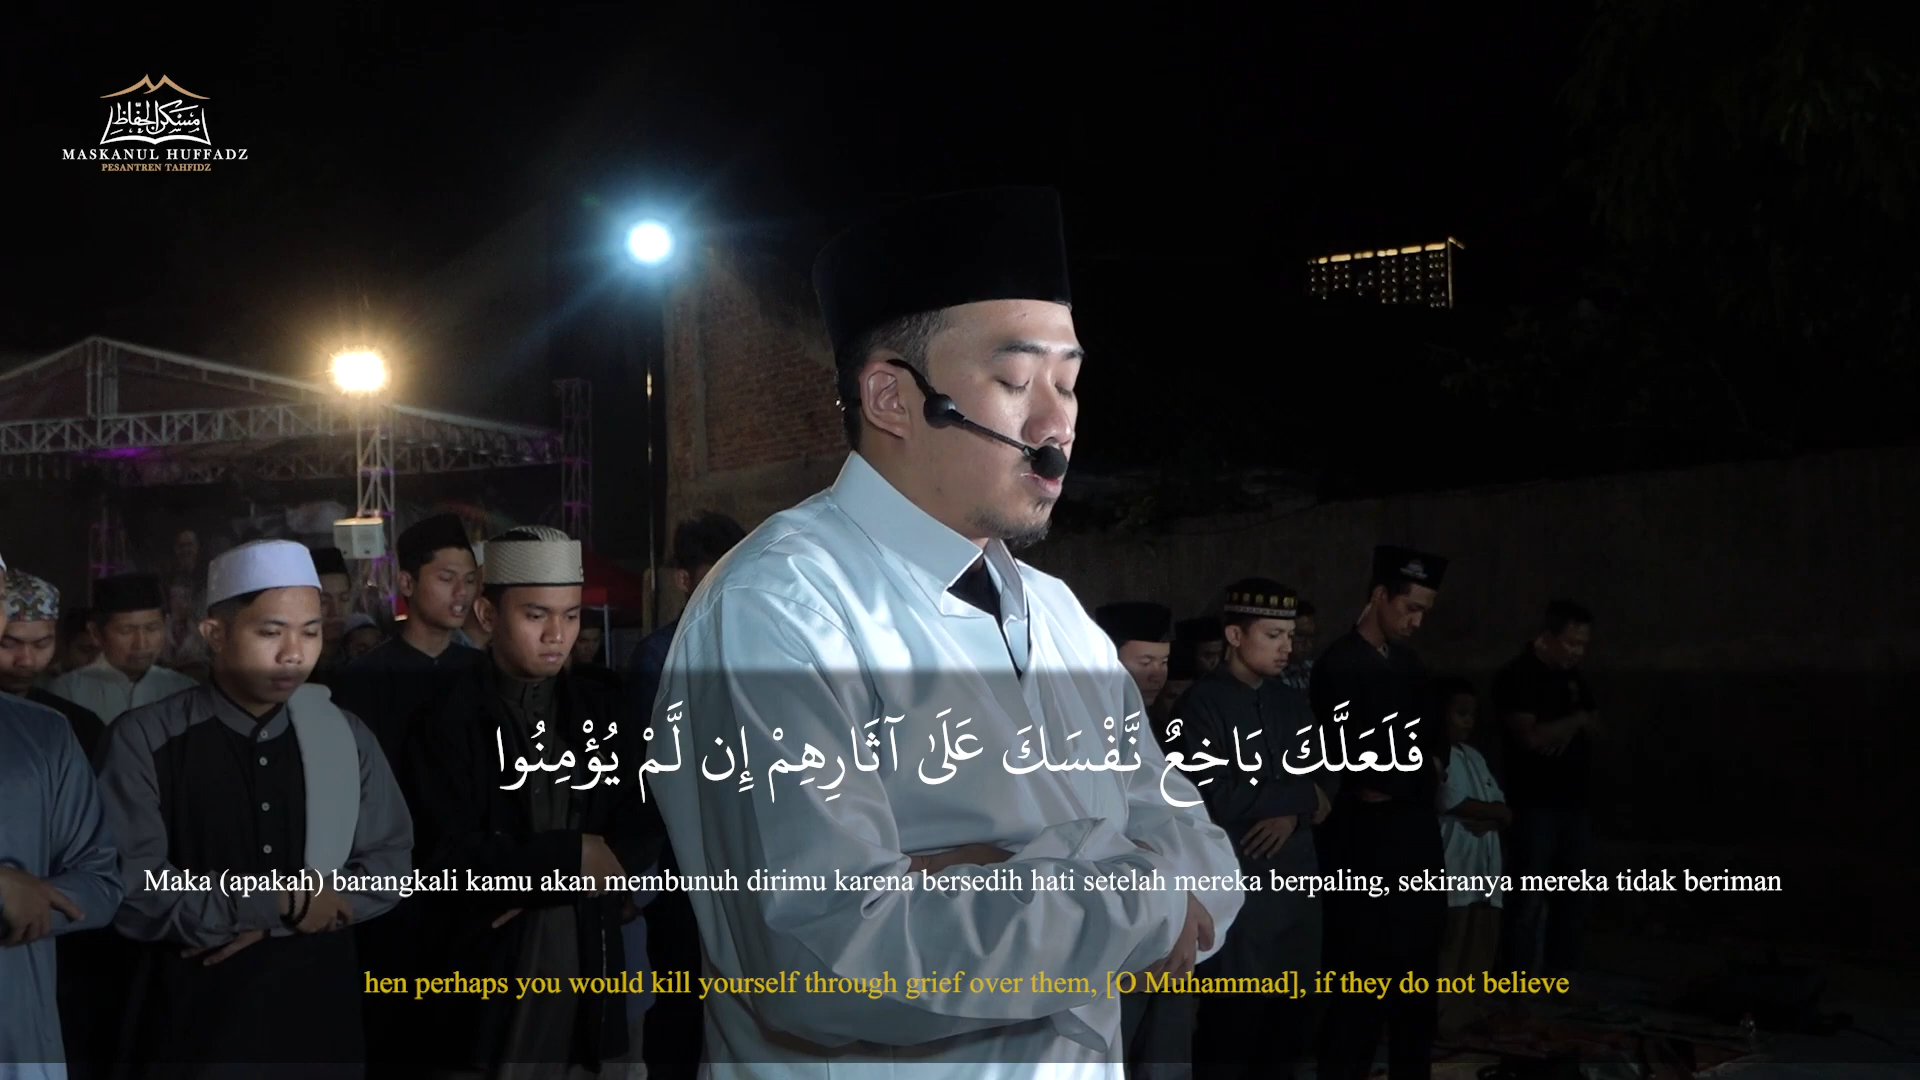 مسكن الحفاظ
MASKANUL HUFFADZ
PESANTREN TAHFIDZ
فَلَعَلَّكَ بَاخِعٌ نَّفْسَكَ عَلَىٰ آثَارِهِمْ إِن لَّمْ يُؤْمِنُوا
Maka (apakah) barangkali kamu akan membunuh dirimu karena bersedih hati setelah mereka berpaling, sekiranya mereka tidak beriman
hen perhaps you would kill yourself through grief over them, [O Muhammad], if they do not believe